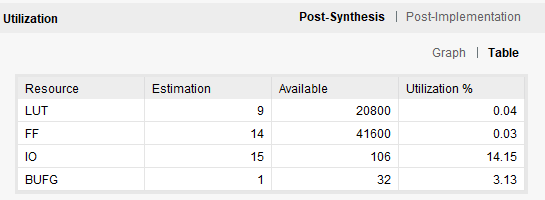 Utilization Post-Synthesis | Post-Implementation
Graph | Table
Resource Estimation Available Utilization %
LUT 9 20800 0.04
FF 14 41600 0.03
IO 15 106 14.15
BUFG 1 32 3.13